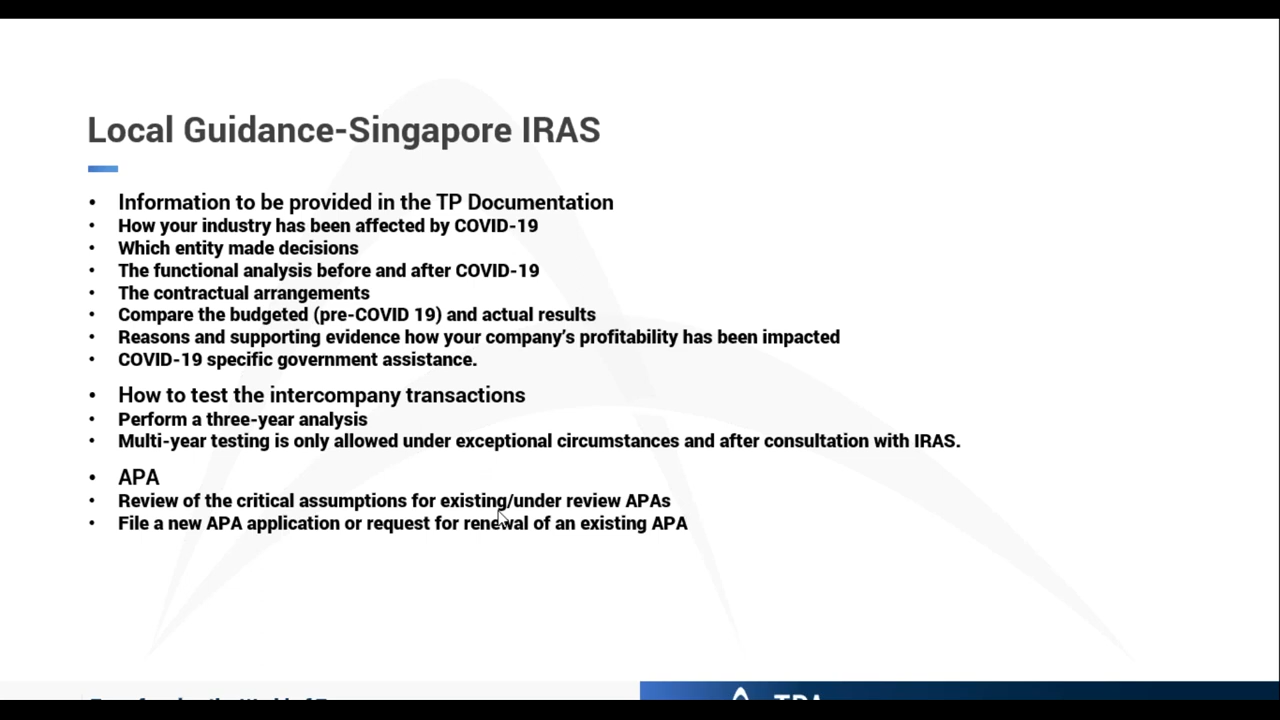 Local Guidance-Singapore IRAS
• Information to be provided in the TP Documentation
• How your industry has been affected by COVID-19
• Which entity made decisions
• The functional analysis before and after COVID-19
• The contractual arrangements
• Compare the budgeted (pre-COVID 19) and actual results
• Reasons and supporting evidence how your company's profitability has been impacted
• COVID-19 specific government assistance.
• How to test the intercompany transactions
• Perform a three-year analysis
• Multi-year testing is only allowed under exceptional circumstances and after consultation with IRAS.
• APA
• Review of the critical assumptions for existing/under review APAs
• File a new APA application or request for renewal of an existing APA